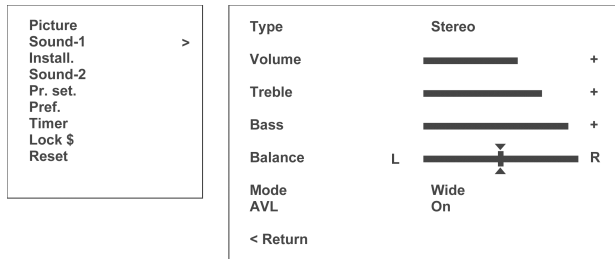 Picture
Sound-1 >
Install.
Sound-2
Pr. set.
Pref.
Timer
Lock $
Reset
Type Stereo
Volume +
Treble +
Bass +
Balance L R
Mode Wide
AVL On
< Return